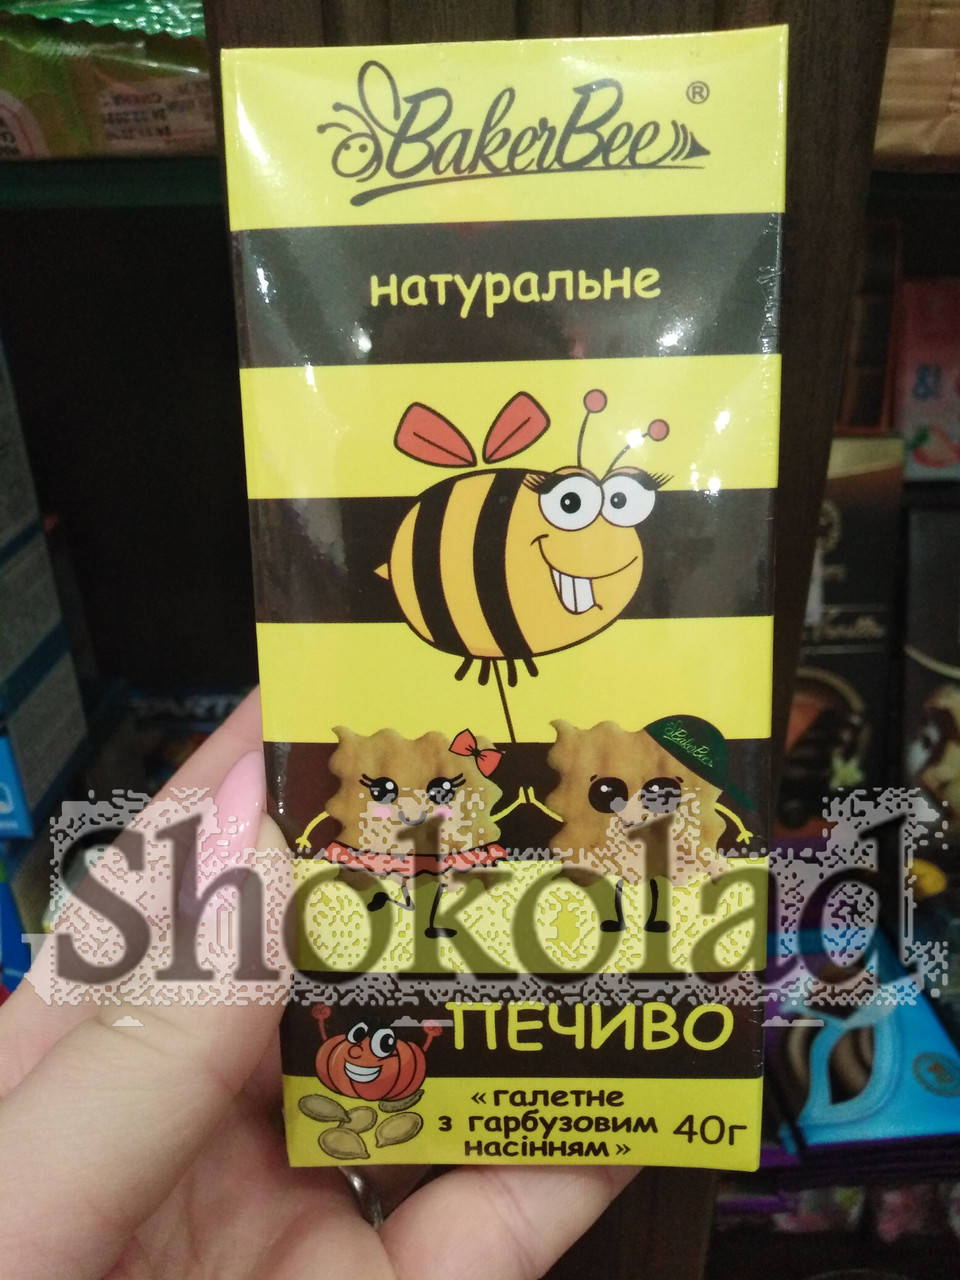 BakerBee ®
натуральне
BakerBee
Shokolad
ПЕЧИВО
«галетне
з гарбузовим
насінням»
40г